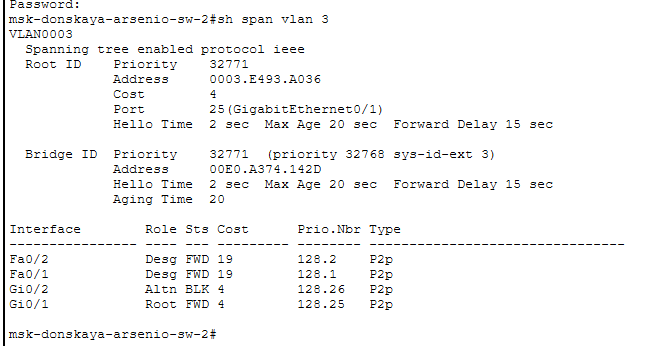 Password:
msk-donskaya-arsenio-sw-2#sh span vlan 3
VLAN0003
  Spanning tree enabled protocol ieee
  Root ID    Priority    32771
             Address     0003.E493.A036
             Cost        4
             Port        25(GigabitEthernet0/1)
             Hello Time  2 sec  Max Age 20 sec  Forward Delay 15 sec

  Bridge ID  Priority    32771  (priority 32768 sys-id-ext 3)
             Address     00E0.A374.142D
             Hello Time  2 sec  Max Age 20 sec  Forward Delay 15 sec
             Aging Time  20

Interface        Role Sts Cost      Prio.Nbr Type
---------------- ---- --- --------- -------- --------------------------------
Fa0/2            Desg FWD 19        128.2    P2p
Fa0/1            Desg FWD 19        128.1    P2p
Gi0/2            Altn BLK 4         128.26   P2p
Gi0/1            Root FWD 4         128.25   P2p

msk-donskaya-arsenio-sw-2#